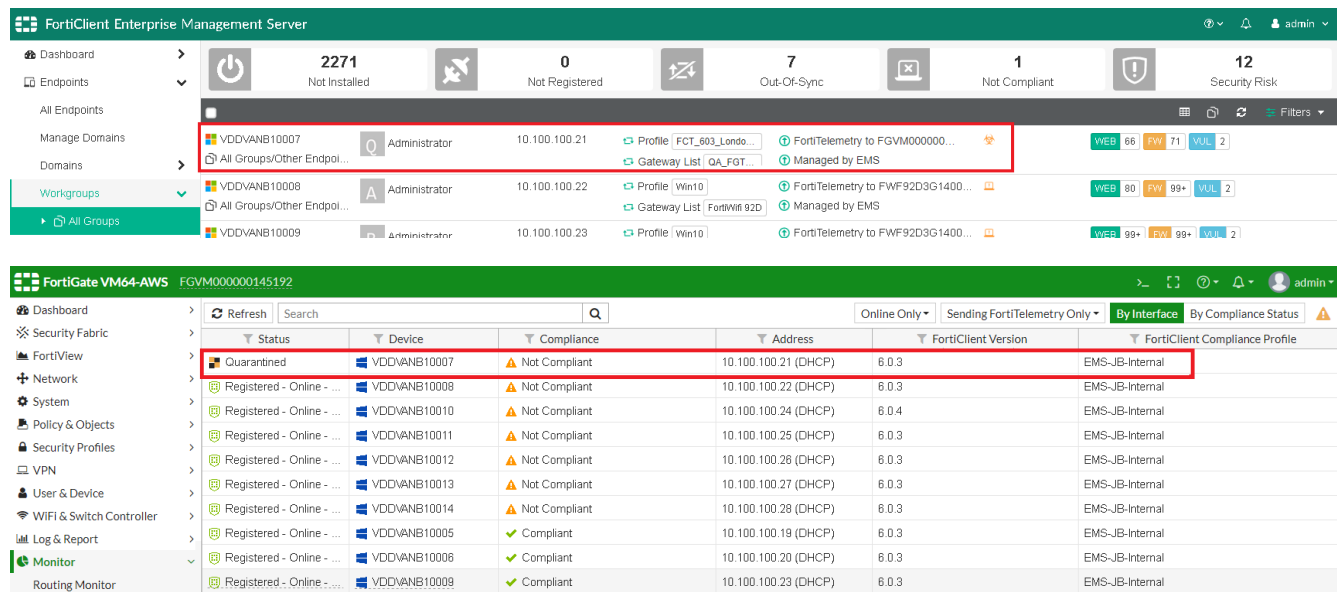 FortiClient Enterprise Management Server admin
Dashboard
Endpoints
All Endpoints
Manage Domains
Domains
Workgroups
All Groups
2271 0 7 1 12
Not Installed Not Registered Out-Of-Sync Not Compliant Security Risk
Filters
VDDVANB10007 Q Administrator 10.100.100.21 Profile FCT_603_Londo... FortiTelemetry to FGVM000000... WEB 66 FW 71 VUL 2
All Groups/Other Endpoi... Gateway List QA_FGT... Managed by EMS
VDDVANB10008 A Administrator 10.100.100.22 Profile Win10 FortiTelemetry to FWF92D3G1400... WEB 80 FW 99+ VUL 2
All Groups/Other Endpoi... Gateway List FortiWifi 92D Managed by EMS
VDDVANB10009 Administrator 10.100.100.23 Profile Win10 FortiTelemetry to FWF92D3G1400... WEB 99+ FW 99+ VUL 2
FortiGate VM64-AWS FGVM000000145192 >_ admin
Dashboard
Security Fabric
FortiView
Network
System
Policy & Objects
Security Profiles
VPN
User & Device
WiFi & Switch Controller
Log & Report
Monitor
Routing Monitor
Refresh Search Online Only Sending FortiTelemetry Only By Interface By Compliance Status
Status Device Compliance Address FortiClient Version FortiClient Compliance Profile
Quarantined VDDVANB10007 Not Compliant 10.100.100.21 (DHCP) 6.0.3 EMS-JB-Internal
Registered - Online - ... VDDVANB10008 Not Compliant 10.100.100.22 (DHCP) 6.0.3 EMS-JB-Internal
Registered - Online - ... VDDVANB10010 Not Compliant 10.100.100.24 (DHCP) 6.0.4 EMS-JB-Internal
Registered - Online - ... VDDVANB10011 Not Compliant 10.100.100.25 (DHCP) 6.0.3 EMS-JB-Internal
Registered - Online - ... VDDVANB10012 Not Compliant 10.100.100.26 (DHCP) 6.0.3 EMS-JB-Internal
Registered - Online - ... VDDVANB10013 Not Compliant 10.100.100.27 (DHCP) 6.0.3 EMS-JB-Internal
Registered - Online - ... VDDVANB10014 Not Compliant 10.100.100.28 (DHCP) 6.0.3 EMS-JB-Internal
Registered - Online - ... VDDVANB10005 Compliant 10.100.100.19 (DHCP) 6.0.3 EMS-JB-Internal
Registered - Online - ... VDDVANB10006 Compliant 10.100.100.20 (DHCP) 6.0.3 EMS-JB-Internal
Registered - Online - ... VDDVANB10009 Compliant 10.100.100.23 (DHCP) 6.0.3 EMS-JB-Internal